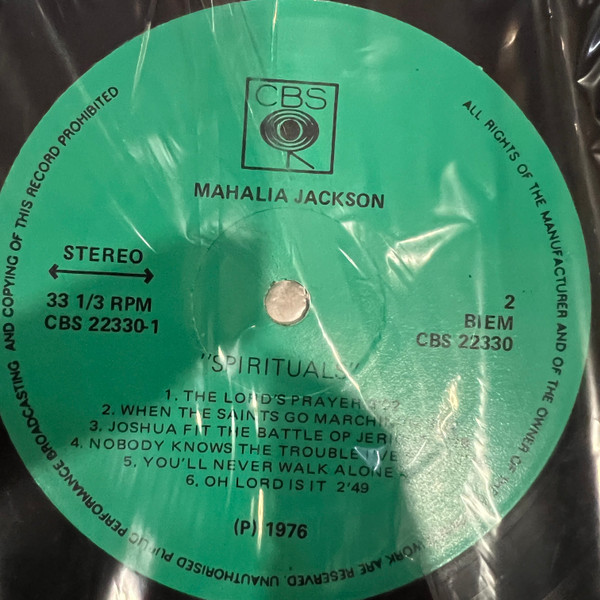 CBS
MAHALIA JACKSON
STEREO
33 1/3 RPM
CBS 22330-1
2
BIEM
CBS 22330
"SPIRITUALS"
1. THE LORD'S PRAYER
2. WHEN THE SAINTS GO MARCHIN
3. JOSHUA FIT THE BATTLE OF JERI
4. NOBODY KNOWS THE TROUBLE
5. YOU'LL NEVER WALK ALONE
6. OH LORD IS IT 2'49
(P) 1976
ALL RIGHTS OF THE MANUFACTURER AND OF THE OWNER OF THE
WORK ARE RESERVED. UNAUTHORISED PUBLIC PERFORMANCE BROADCASTING AND COPYING OF THIS RECORD PROHIBITED